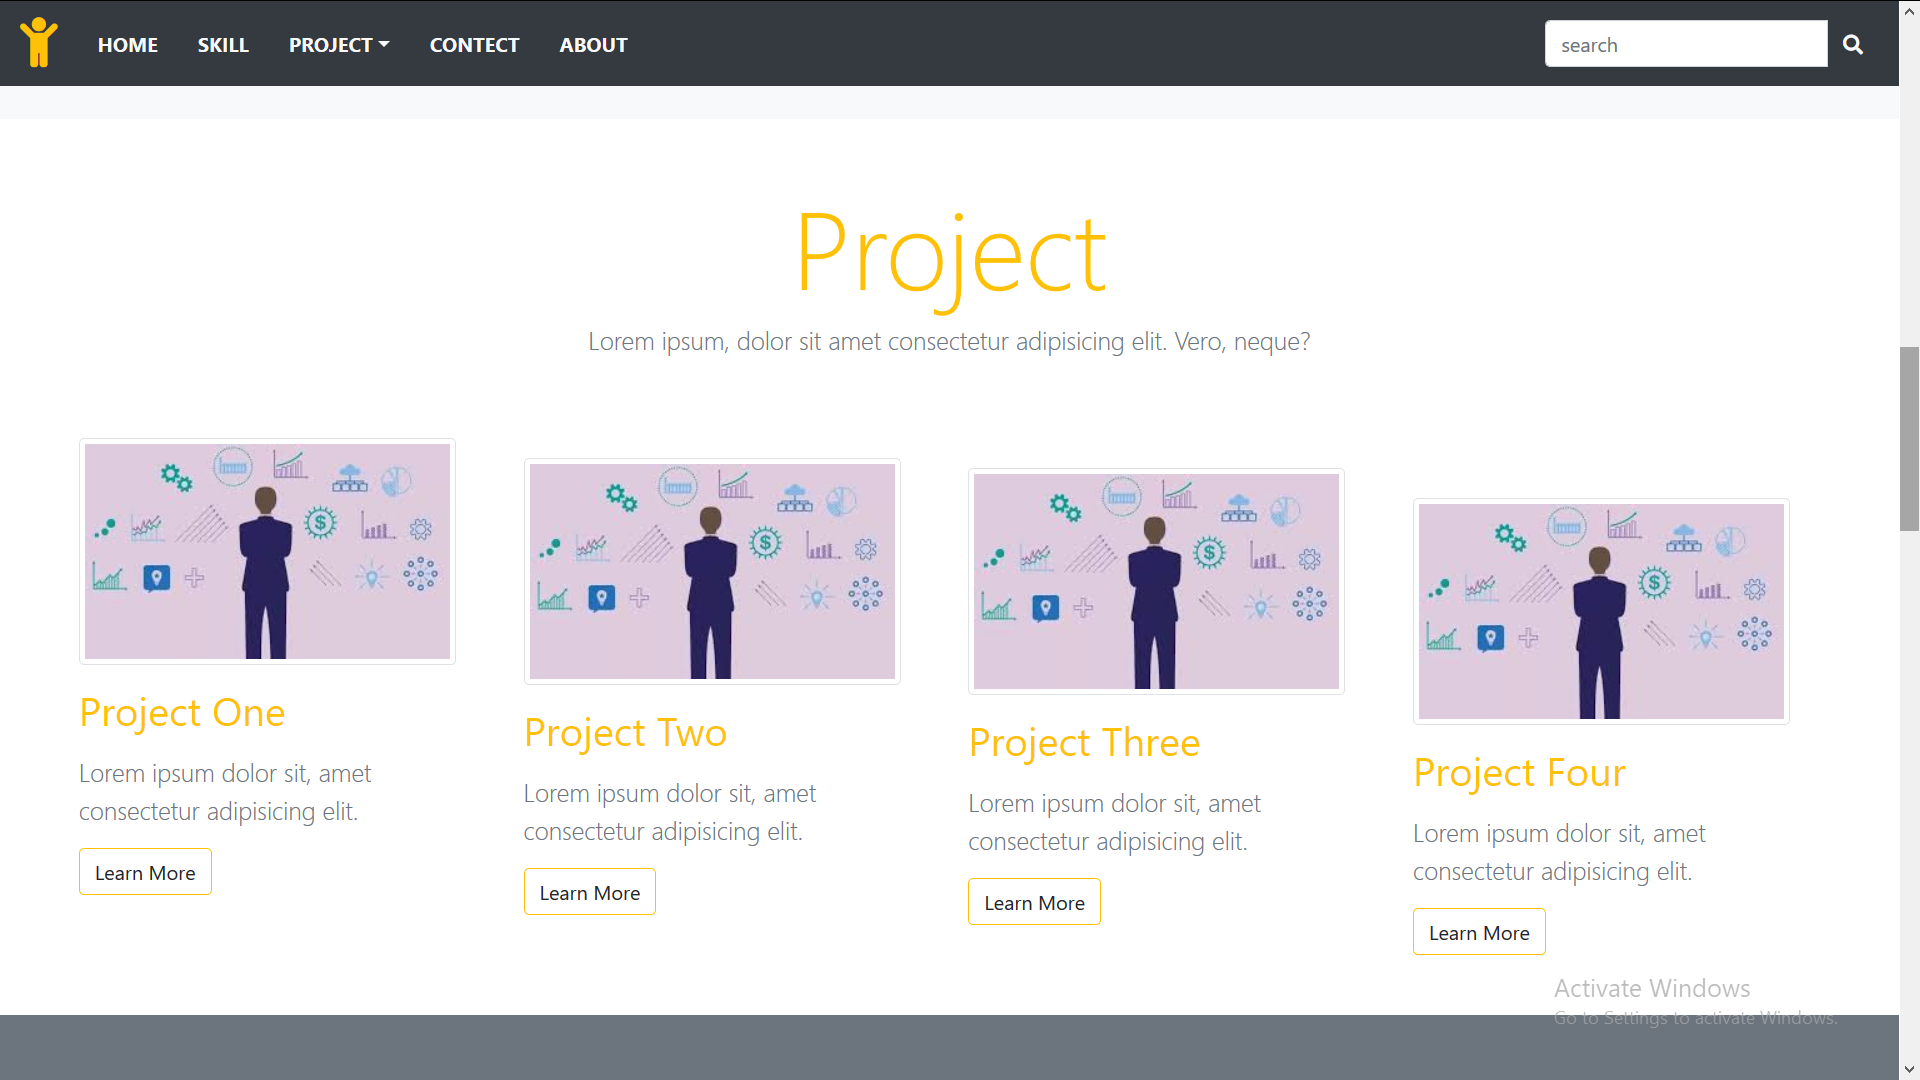 HOME SKILL PROJECT CONTECT ABOUT search
Project
Lorem ipsum, dolor sit amet consectetur adipisicing elit. Vero, neque?
Project One
Lorem ipsum dolor sit, amet
consectetur adipisicing elit.
Learn More
Project Two
Lorem ipsum dolor sit, amet
consectetur adipisicing elit.
Learn More
Project Three
Lorem ipsum dolor sit, amet
consectetur adipisicing elit.
Learn More
Project Four
Lorem ipsum dolor sit, amet
consectetur adipisicing elit.
Learn More
Activate Windows
Go to Settings to activate Windows.